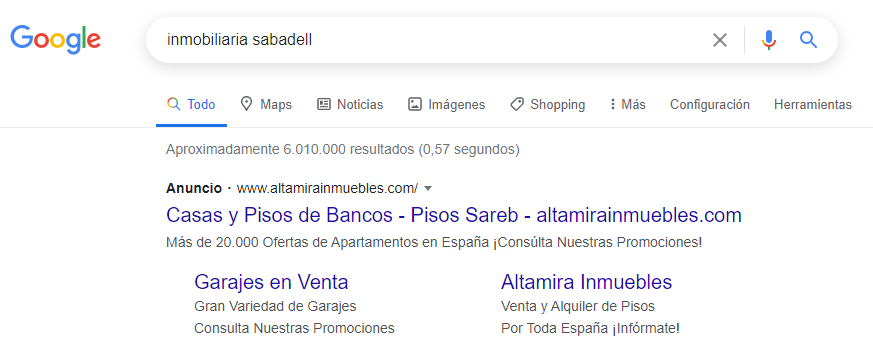 Google
inmobiliaria sabadell
Todo Maps Noticias Imágenes Shopping Más Configuración Herramientas
Aproximadamente 6.010.000 resultados (0,57 segundos)
Anuncio · www.altamirainmuebles.com/
Casas y Pisos de Bancos - Pisos Sareb - altamirainmuebles.com
Más de 20.000 Ofertas de Apartamentos en España ¡Consúlta Nuestras Promociones!
Garajes en Venta
Gran Variedad de Garajes
Consulta Nuestras Promociones
Altamira Inmuebles
Venta y Alquiler de Pisos
Por Toda España ¡Infórmate!